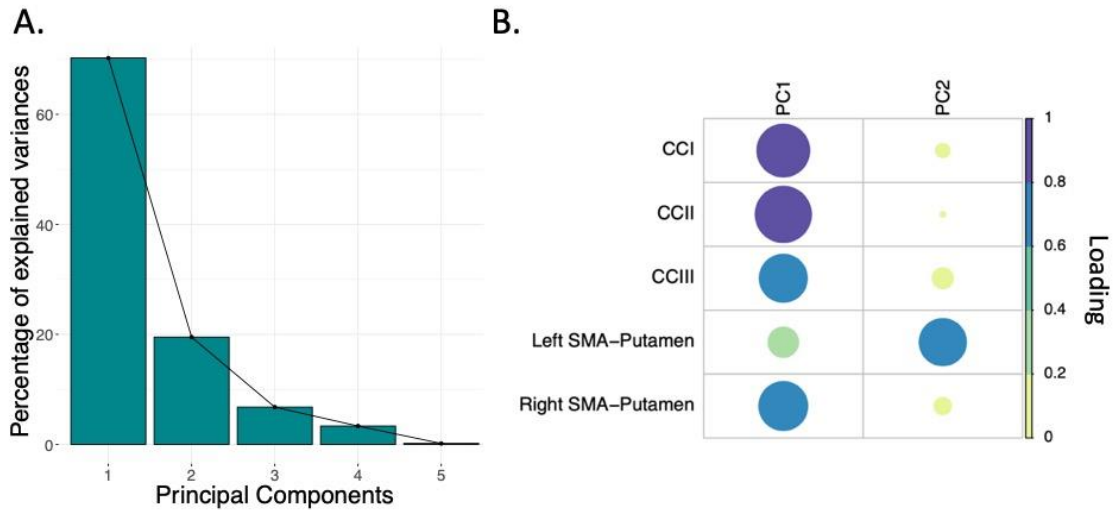 A.
Percentage of explained variances
60
40
20
0
1 2 3 4 5
Principal Components
B.
PC1 PC2
CCI
CCII
CCIII
Left SMA-Putamen
Right SMA-Putamen
1
0.8
0.6
0.4
0.2
0
Loading